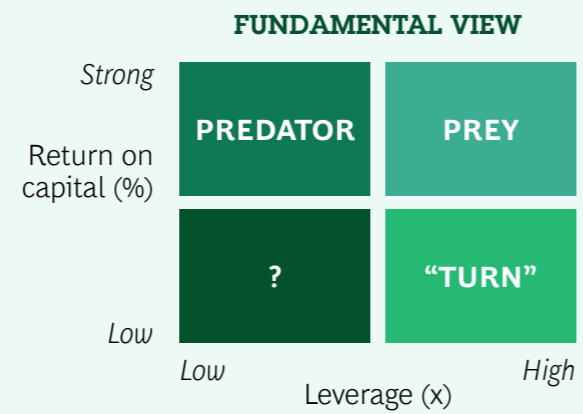 FUNDAMENTAL VIEW
Strong
Return on
capital (%)
Low
PREDATOR
PREY
?
“TURN”
Low
High
Leverage (x)